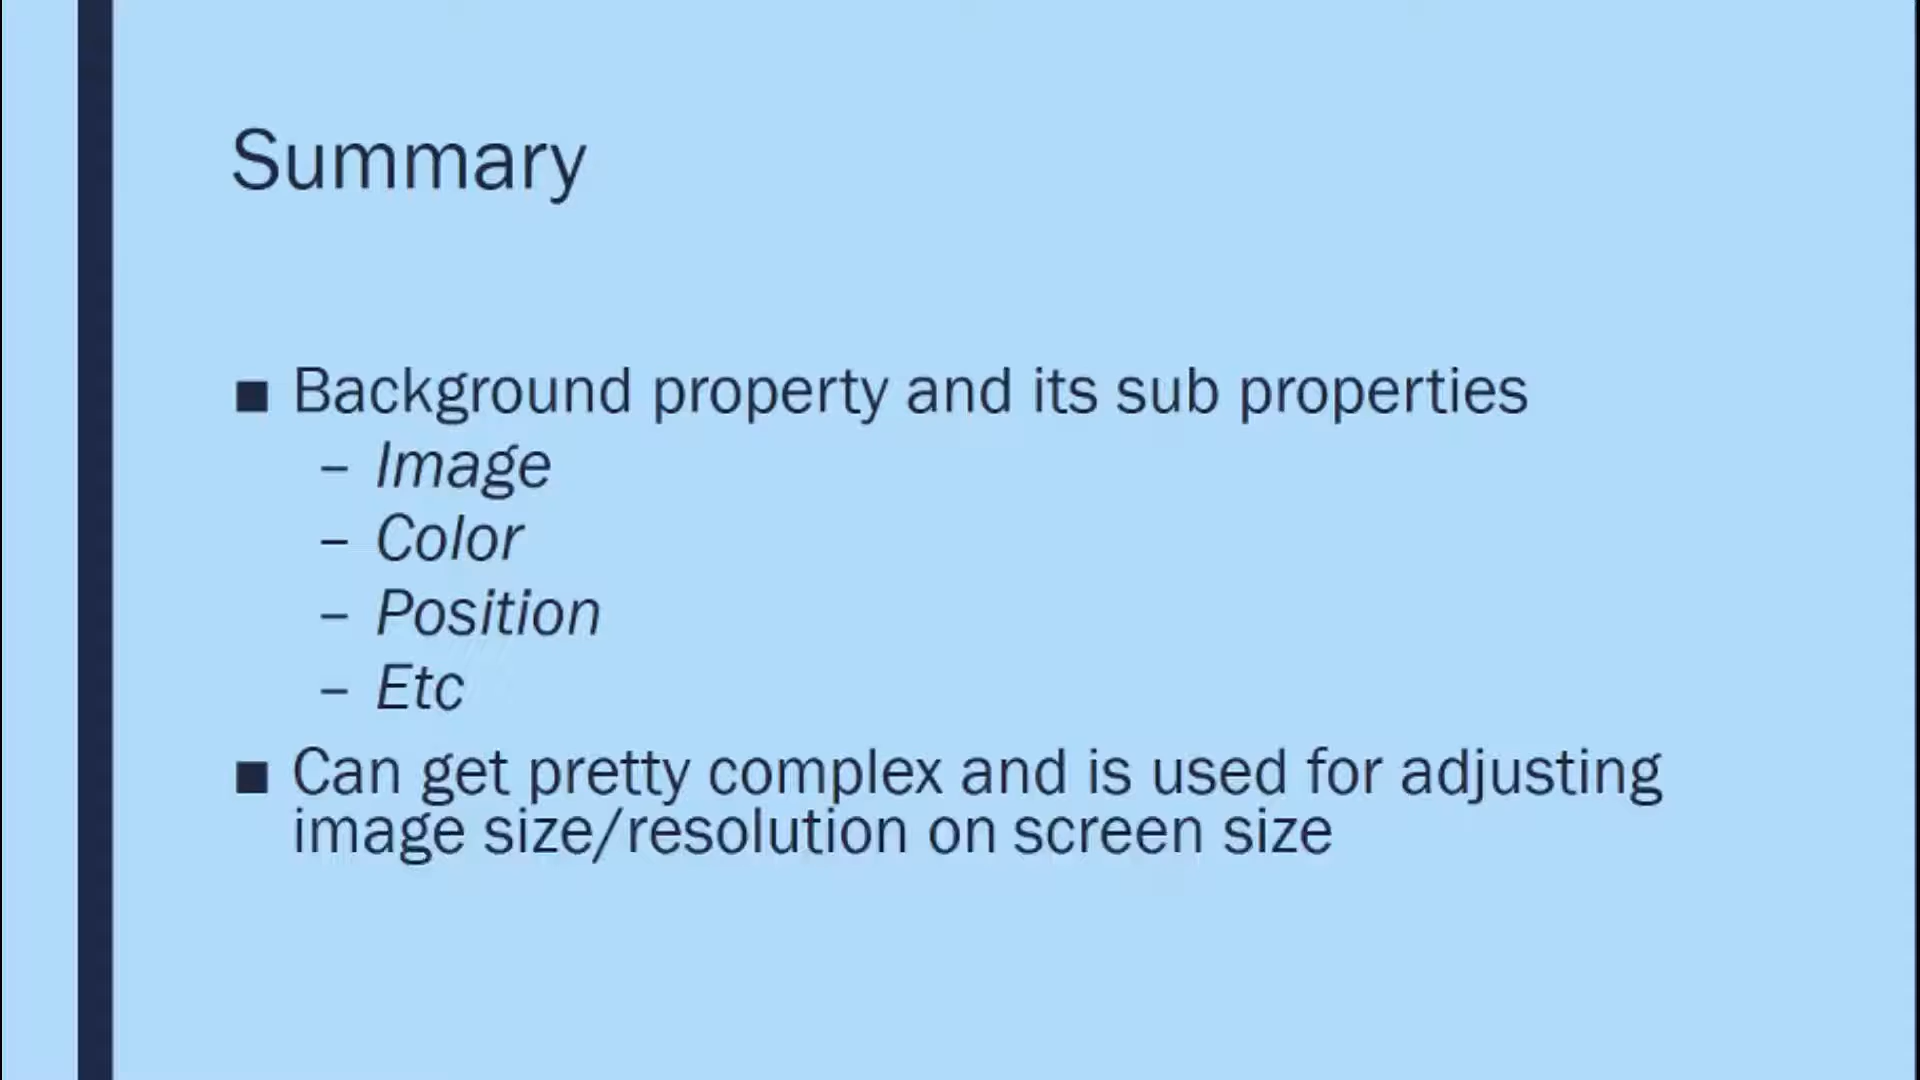 Summary
■ Background property and its sub properties
– Image
– Color
– Position
– Etc
■ Can get pretty complex and is used for adjusting
image size/resolution on screen size